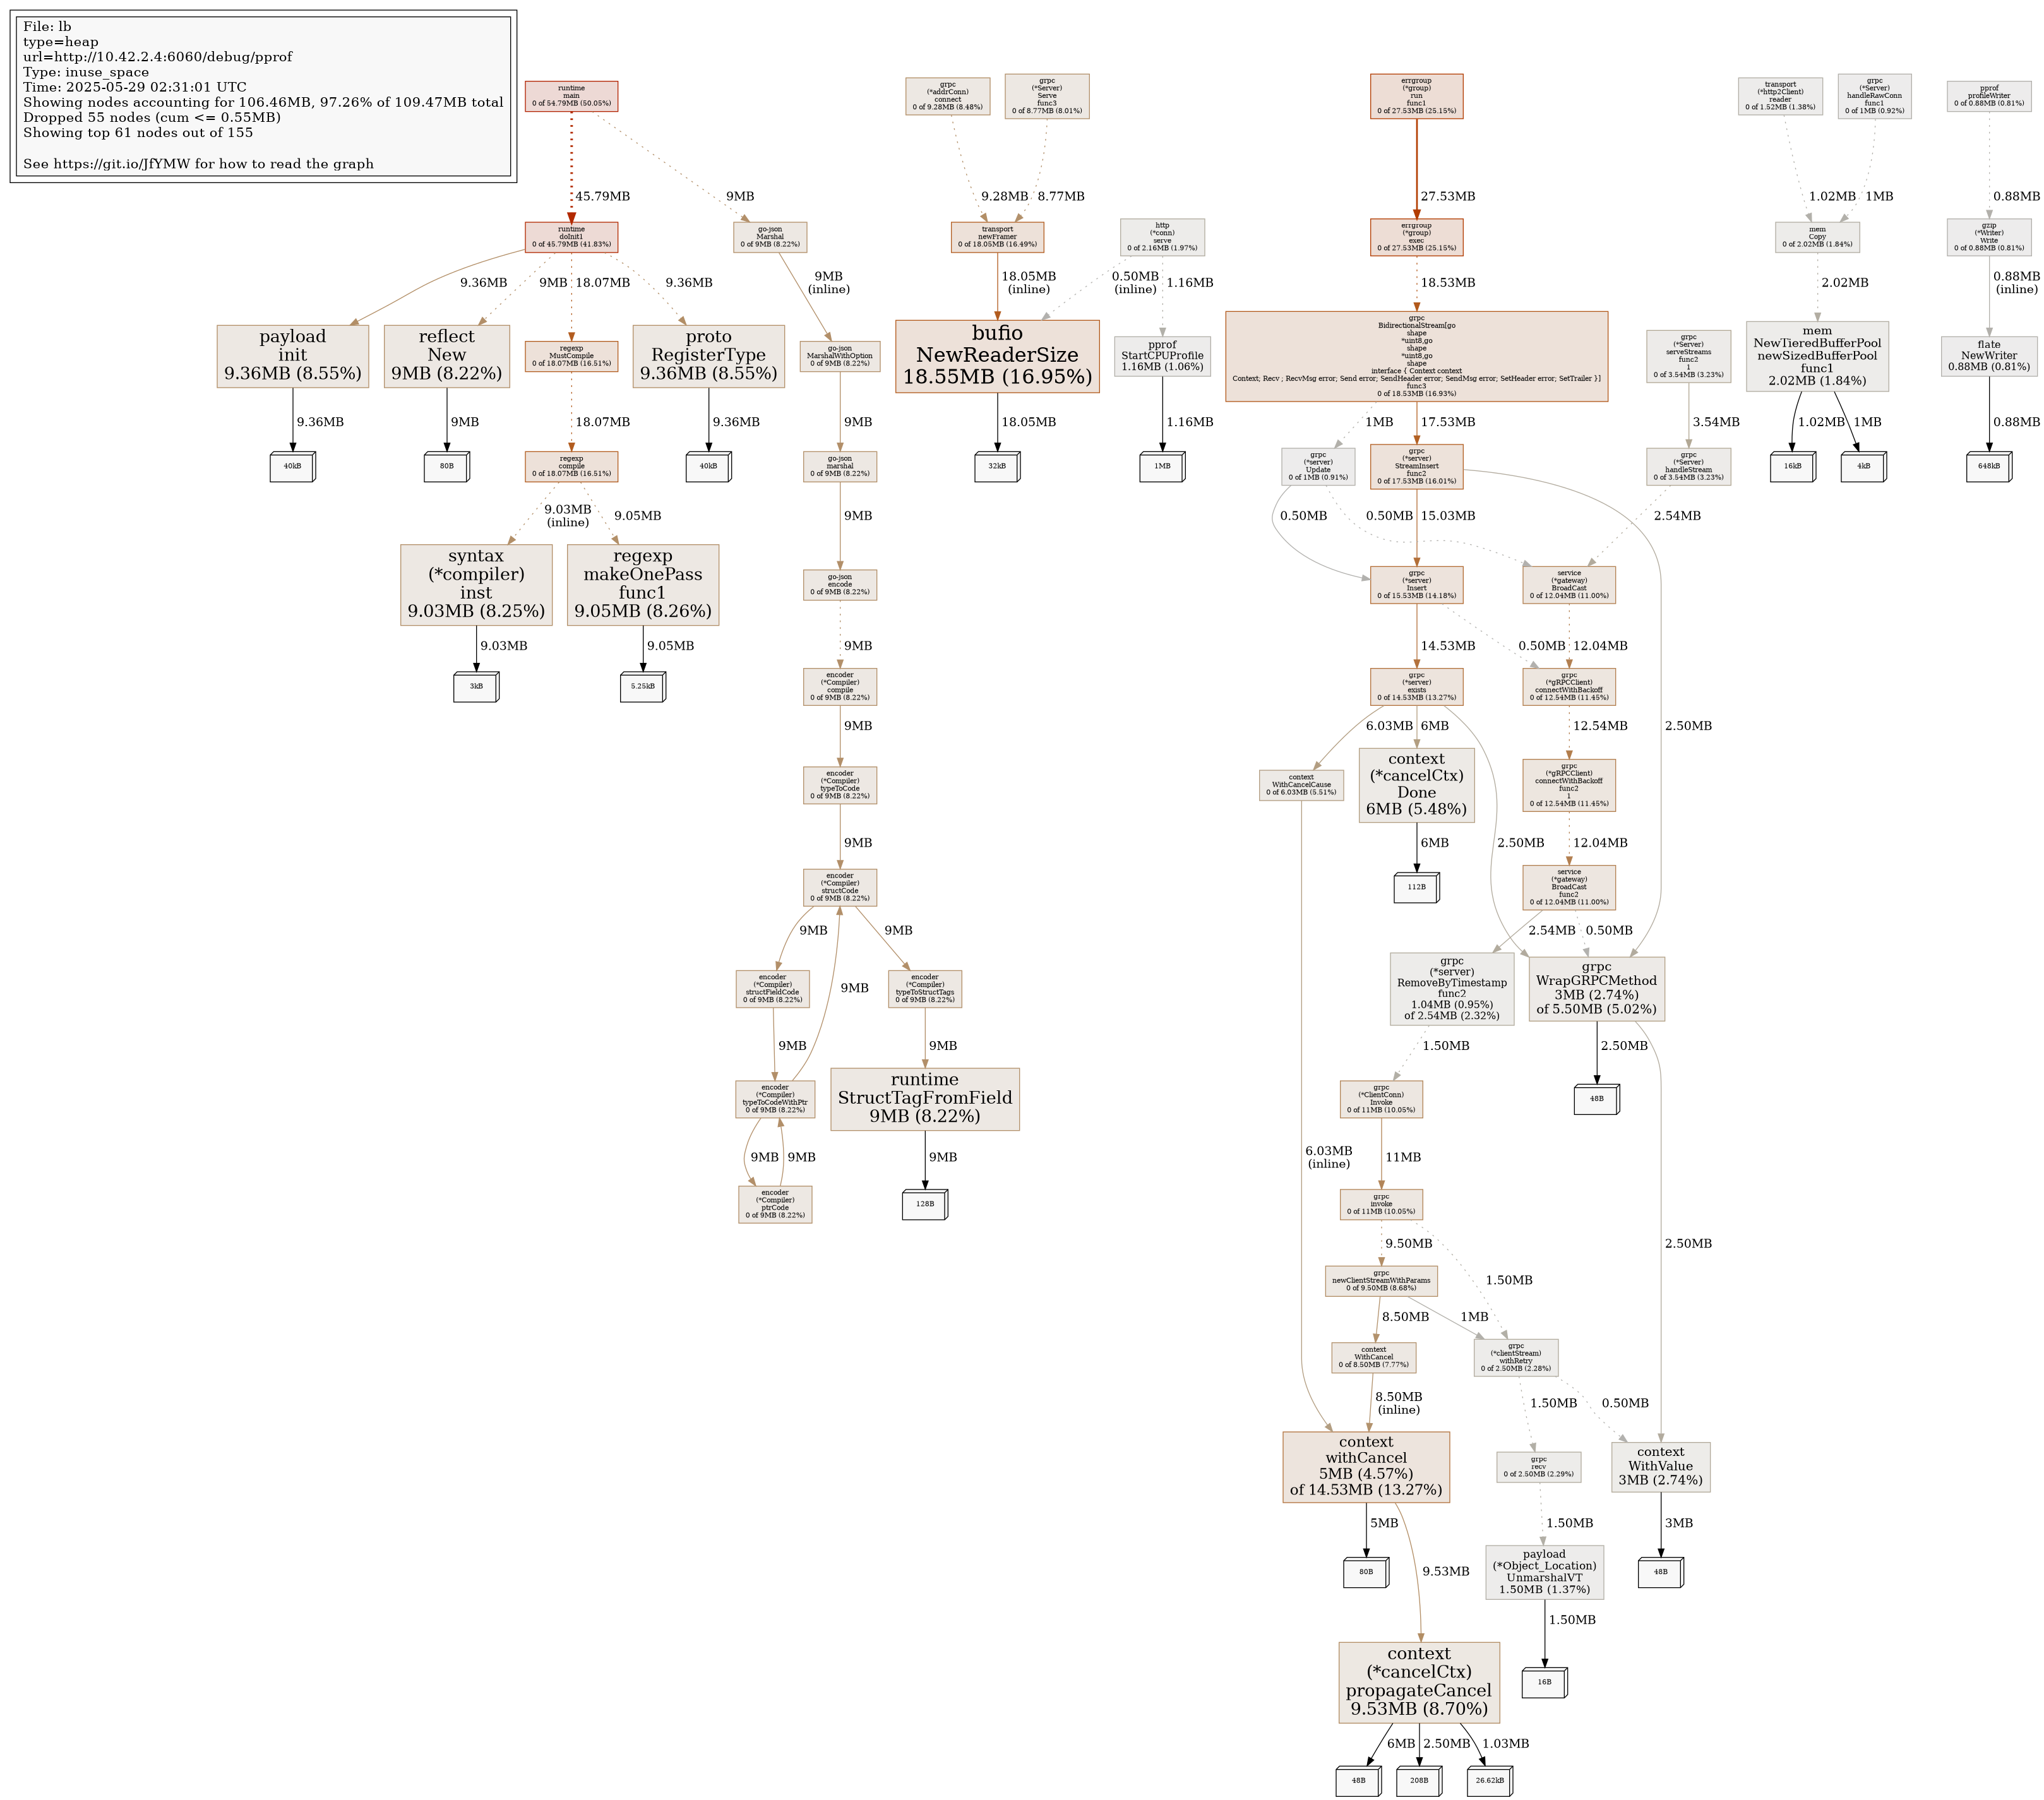 File: lb
type=heap
url=http://10.42.2.4:6060/debug/pprof
Type: inuse_space
Time: 2025-05-29 02:31:01 UTC
Showing nodes accounting for 106.46MB, 97.26% of 109.47MB total
Dropped 55 nodes (cum <= 0.55MB)
Showing top 61 nodes out of 155
See https://git.io/JfYMW for how to read the graph
runtime
main
0 of 54.79MB (50.05%)
45.79MB
9MB
runtime
doInit1
0 of 45.79MB (41.83%)
9.36MB
9MB
18.07MB
9.36MB
payload
init
9.36MB (8.55%)
9.36MB
40kB
reflect
New
9MB (8.22%)
9MB
80B
regexp
MustCompile
0 of 18.07MB (16.51%)
18.07MB
regexp
compile
0 of 18.07MB (16.51%)
9.03MB
(inline)
9.05MB
syntax
(*compiler)
inst
9.03MB (8.25%)
9.03MB
3kB
regexp
makeOnePass
func1
9.05MB (8.26%)
9.05MB
5.25kB
proto
RegisterType
9.36MB (8.55%)
9.36MB
40kB
go-json
Marshal
0 of 9MB (8.22%)
9MB
(inline)
go-json
MarshalWithOption
0 of 9MB (8.22%)
9MB
go-json
marshal
0 of 9MB (8.22%)
9MB
go-json
encode
0 of 9MB (8.22%)
9MB
encoder
(*Compiler)
compile
0 of 9MB (8.22%)
9MB
encoder
(*Compiler)
typeToCode
0 of 9MB (8.22%)
9MB
encoder
(*Compiler)
structCode
0 of 9MB (8.22%)
9MB
9MB
9MB
encoder
(*Compiler)
structFieldCode
0 of 9MB (8.22%)
9MB
encoder
(*Compiler)
typeToStructTags
0 of 9MB (8.22%)
9MB
encoder
(*Compiler)
typeToCodeWithPtr
0 of 9MB (8.22%)
9MB
9MB
encoder
(*Compiler)
ptrCode
0 of 9MB (8.22%)
runtime
StructTagFromField
9MB (8.22%)
9MB
128B
grpc
(*addrConn)
connect
0 of 9.28MB (8.48%)
9.28MB
grpc
(*Server)
Serve
func3
0 of 8.77MB (8.01%)
8.77MB
transport
newFramer
0 of 18.05MB (16.49%)
18.05MB
(inline)
http
(*conn)
serve
0 of 2.16MB (1.97%)
0.50MB
(inline)
1.16MB
bufio
NewReaderSize
18.55MB (16.95%)
18.05MB
32kB
pprof
StartCPUProfile
1.16MB (1.06%)
1.16MB
1MB
errgroup
(*group)
run
func1
0 of 27.53MB (25.15%)
27.53MB
errgroup
(*group)
exec
0 of 27.53MB (25.15%)
18.53MB
grpc
BidirectionalStream[go
shape
*uint8,go
shape
*uint8,go
shape
interface { Context context
Context; Recv ; RecvMsg error; Send error; SendHeader error; SendMsg error; SetHeader error; SetTrailer }]
func3
0 of 18.53MB (16.93%)
1MB
17.53MB
grpc
(*server)
Update
0 of 1MB (0.91%)
0.50MB
0.50MB
grpc
(*server)
StreamInsert
func2
0 of 17.53MB (16.01%)
15.03MB
2.50MB
grpc
(*Server)
serveStreams
func2
1
0 of 3.54MB (3.23%)
3.54MB
grpc
(*Server)
handleStream
0 of 3.54MB (3.23%)
2.54MB
grpc
(*server)
Insert
0 of 15.53MB (14.18%)
14.53MB
0.50MB
service
(*gateway)
BroadCast
0 of 12.04MB (11.00%)
12.04MB
grpc
(*server)
exists
0 of 14.53MB (13.27%)
6.03MB
6MB
2.50MB
grpc
(*gRPCClient)
connectWithBackoff
0 of 12.54MB (11.45%)
12.54MB
context
WithCancelCause
0 of 6.03MB (5.51%)
6.03MB
(inline)
context
(*cancelCtx)
Done
6MB (5.48%)
6MB
112B
grpc
(*gRPCClient)
connectWithBackoff
func2
1
0 of 12.54MB (11.45%)
12.04MB
service
(*gateway)
BroadCast
func2
0 of 12.04MB (11.00%)
2.54MB
0.50MB
grpc
(*server)
RemoveByTimestamp
func2
1.04MB (0.95%)
of 2.54MB (2.32%)
1.50MB
grpc
WrapGRPCMethod
3MB (2.74%)
of 5.50MB (5.02%)
2.50MB
48B
2.50MB
grpc
(*ClientConn)
Invoke
0 of 11MB (10.05%)
11MB
grpc
invoke
0 of 11MB (10.05%)
9.50MB
1.50MB
grpc
newClientStreamWithParams
0 of 9.50MB (8.68%)
8.50MB
1MB
context
WithCancel
0 of 8.50MB (7.77%)
8.50MB
(inline)
grpc
(*clientStream)
withRetry
0 of 2.50MB (2.28%)
1.50MB
0.50MB
context
withCancel
5MB (4.57%)
of 14.53MB (13.27%)
5MB
80B
9.53MB
grpc
recv
0 of 2.50MB (2.29%)
1.50MB
context
WithValue
3MB (2.74%)
3MB
48B
payload
(*Object_Location)
UnmarshalVT
1.50MB (1.37%)
1.50MB
16B
context
(*cancelCtx)
propagateCancel
9.53MB (8.70%)
6MB
2.50MB
1.03MB
48B
208B
26.62kB
transport
(*http2Client)
reader
0 of 1.52MB (1.38%)
1.02MB
grpc
(*Server)
handleRawConn
func1
0 of 1MB (0.92%)
1MB
mem
Copy
0 of 2.02MB (1.84%)
2.02MB
mem
NewTieredBufferPool
newSizedBufferPool
func1
2.02MB (1.84%)
1.02MB
1MB
16kB
4kB
pprof
profileWriter
0 of 0.88MB (0.81%)
0.88MB
gzip
(*Writer)
Write
0 of 0.88MB (0.81%)
0.88MB
(inline)
flate
NewWriter
0.88MB (0.81%)
0.88MB
648kB